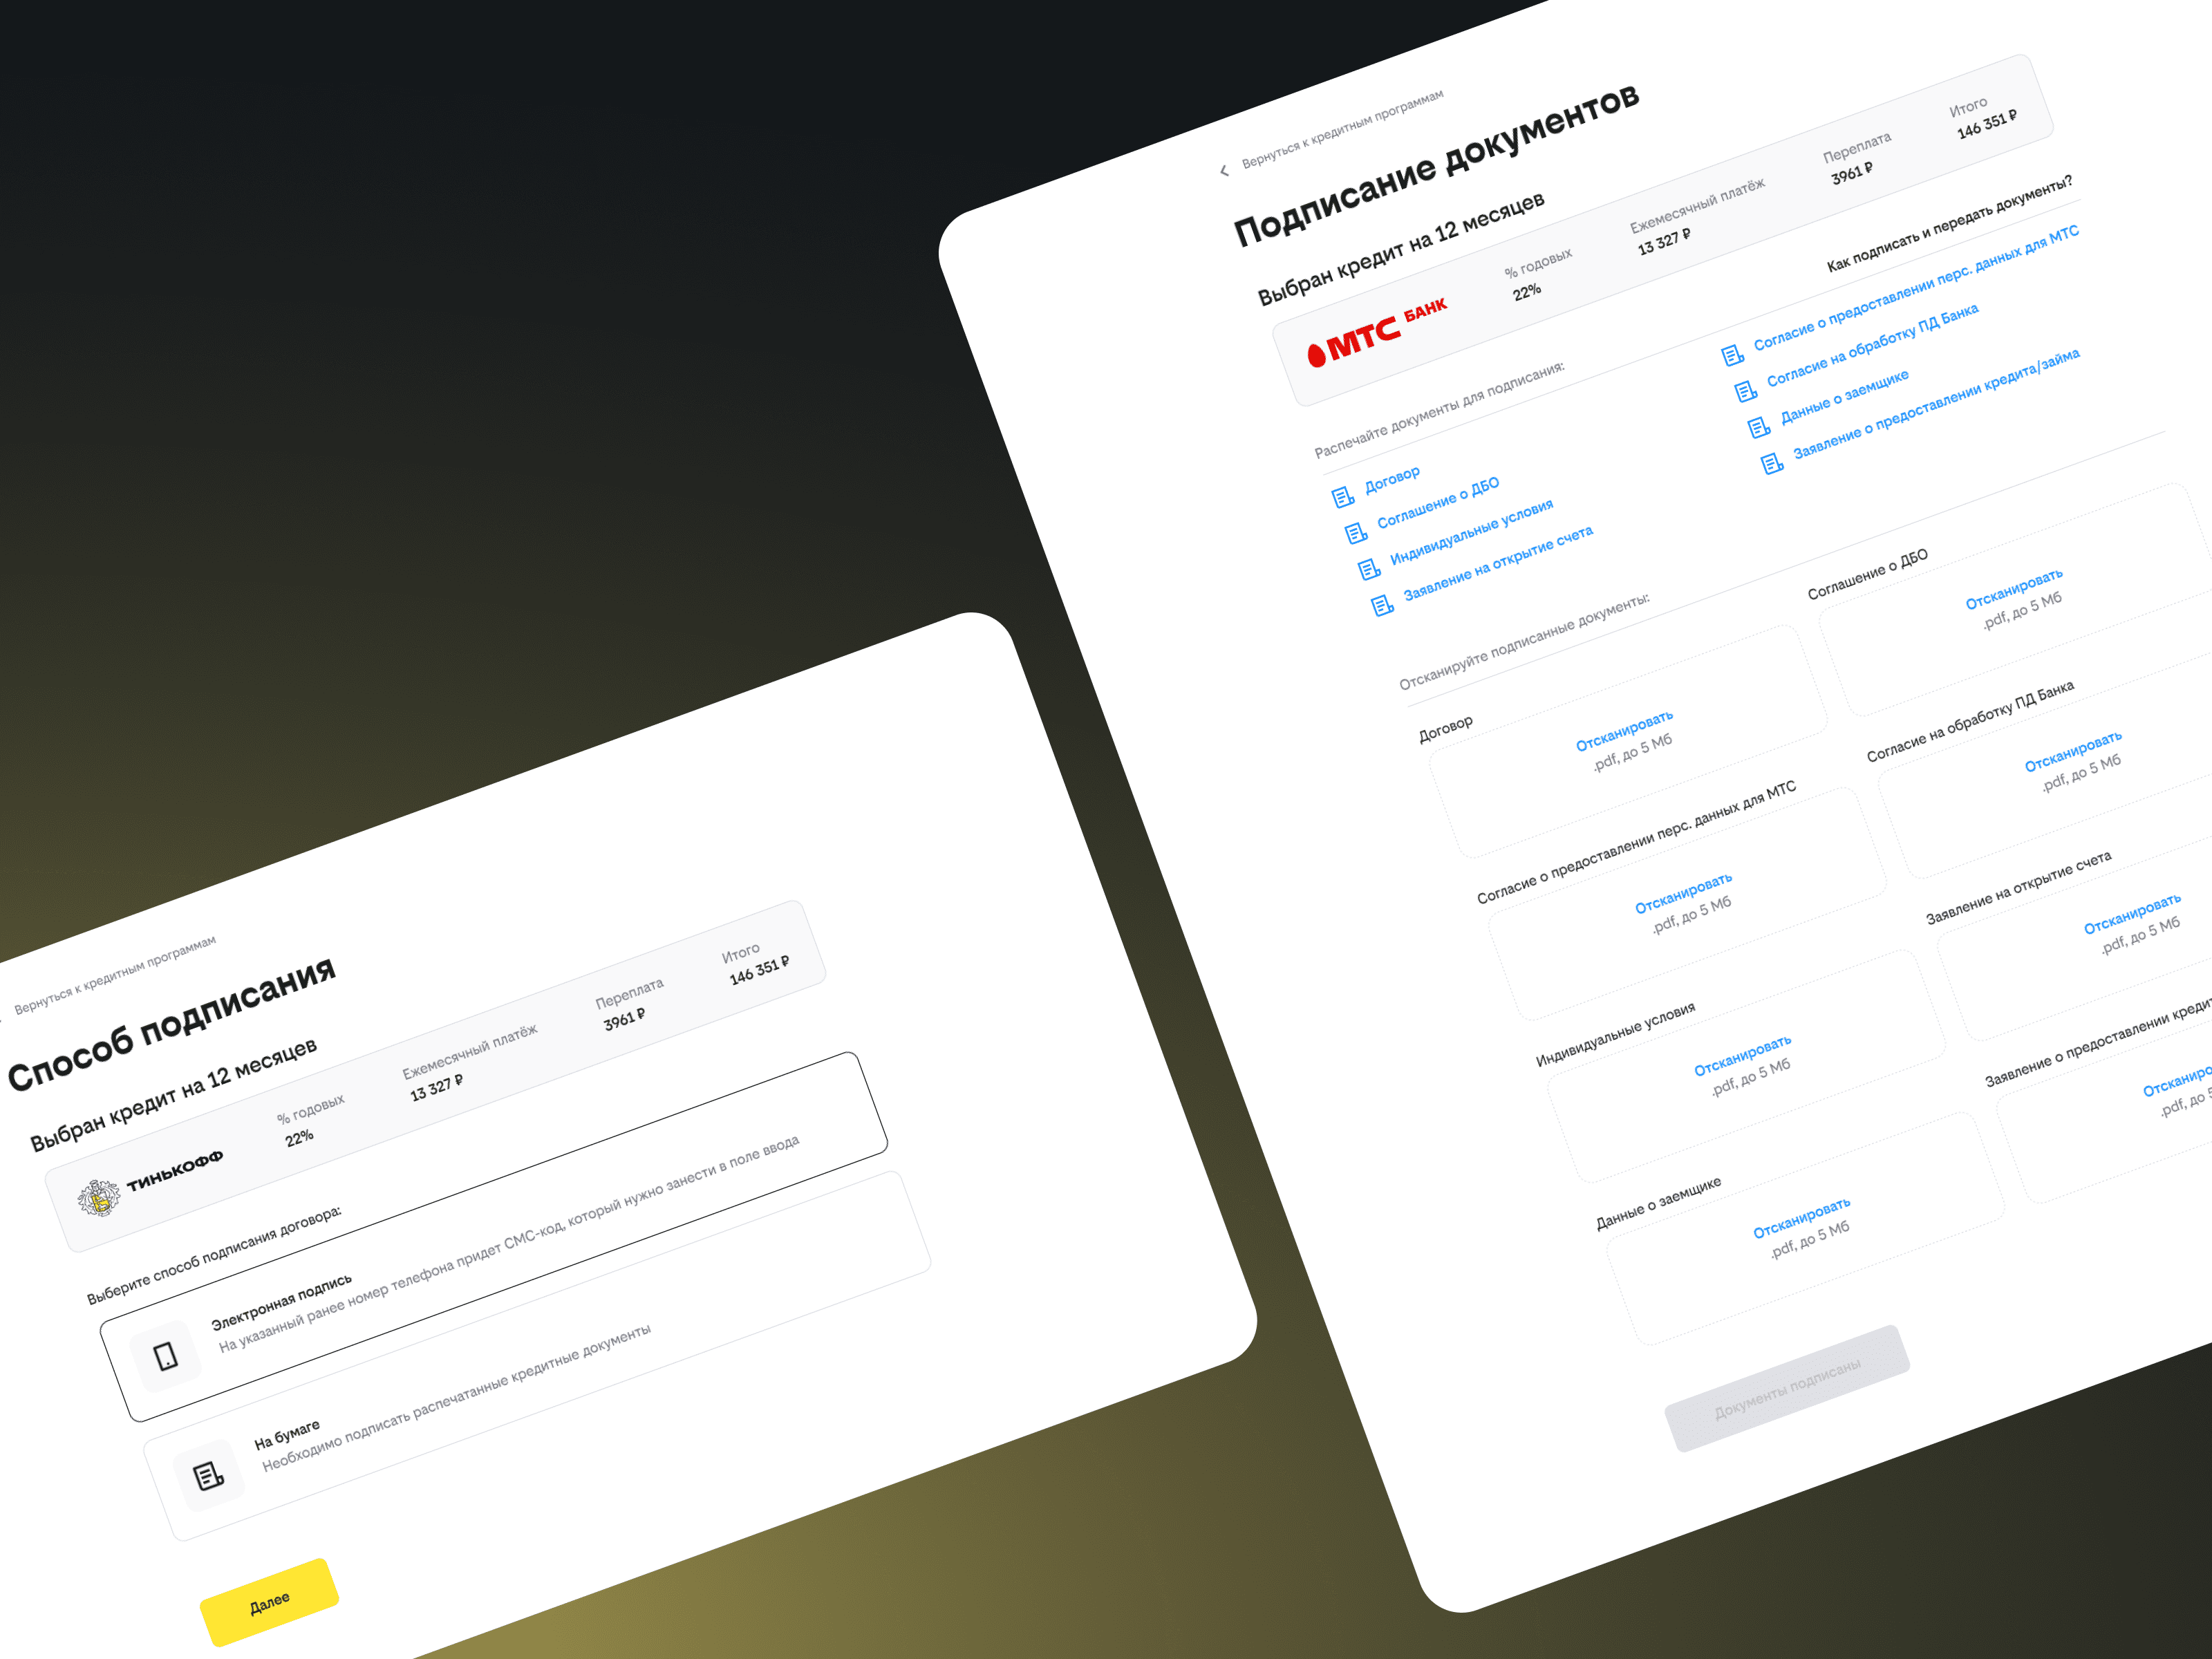 Вернуться к кредитным программам
Способ подписания
Выбран кредит на 12 месяцев
ТИНЬКОФФ
% годовых
22%
Ежемесячный платёж
13 327 ₽
Переплата
3961 ₽
Итого
146 351 ₽
Выберите способ подписания договора:
Электронная подпись
На указанный ранее номер телефона придет СМС-код, который нужно занести в поле ввода
На бумаге
Необходимо подписать распечатанные кредитные документы
Далее
Вернуться к кредитным программам
Подписание документов
Выбран кредит на 12 месяцев
МТС БАНК
% годовых
22%
Ежемесячный платёж
13 327 ₽
Переплата
3961 ₽
Итого
146 351 ₽
Распечайте документы для подписания:
Как подписать и передать документы?
Договор
Соглашение о ДБО
Индивидуальные условия
Заявление на открытие счета
Согласие о предоставлении перс. данных для МТС
Согласие на обработку ПД Банка
Данные о заемщике
Заявление о предоставлении кредита/займа
Отсканируйте подписанные документы:
Договор
Отсканировать
.pdf, до 5 Мб
Соглашение о ДБО
Отсканировать
.pdf, до 5 Мб
Согласие о предоставлении перс. данных для МТС
Отсканировать
.pdf, до 5 Мб
Согласие на обработку ПД Банка
Отсканировать
.pdf, до 5 Мб
Индивидуальные условия
Отсканировать
.pdf, до 5 Мб
Заявление на открытие счета
Отсканировать
.pdf, до 5 Мб
Данные о заемщике
Отсканировать
.pdf, до 5 Мб
Заявление о предоставлении
.pdf, до
Документы подписаны